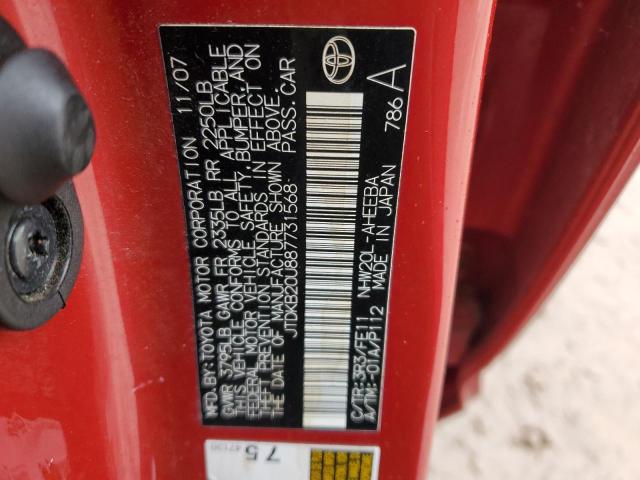 MFD. BY: TOYOTA MOTOR CORPORATION 11/07
GVWR 3795LB GAWR FR 2335LB RR 2250LB
THIS VEHICLE CONFORMS TO ALL APPLICABLE
FEDERAL MOTOR VEHICLE SAFETY, BUMPER, AND
THEFT PREVENTION STANDARDS IN EFFECT ON
THE DATE OF MANUFACTURE SHOWN ABOVE.
JTDKB20U887731568 PASS. CAR
C/TR: 3R3/FE11 NHW20L-AHEEBA
A/TM: -01A/P112 MADE IN JAPAN 786 A
75